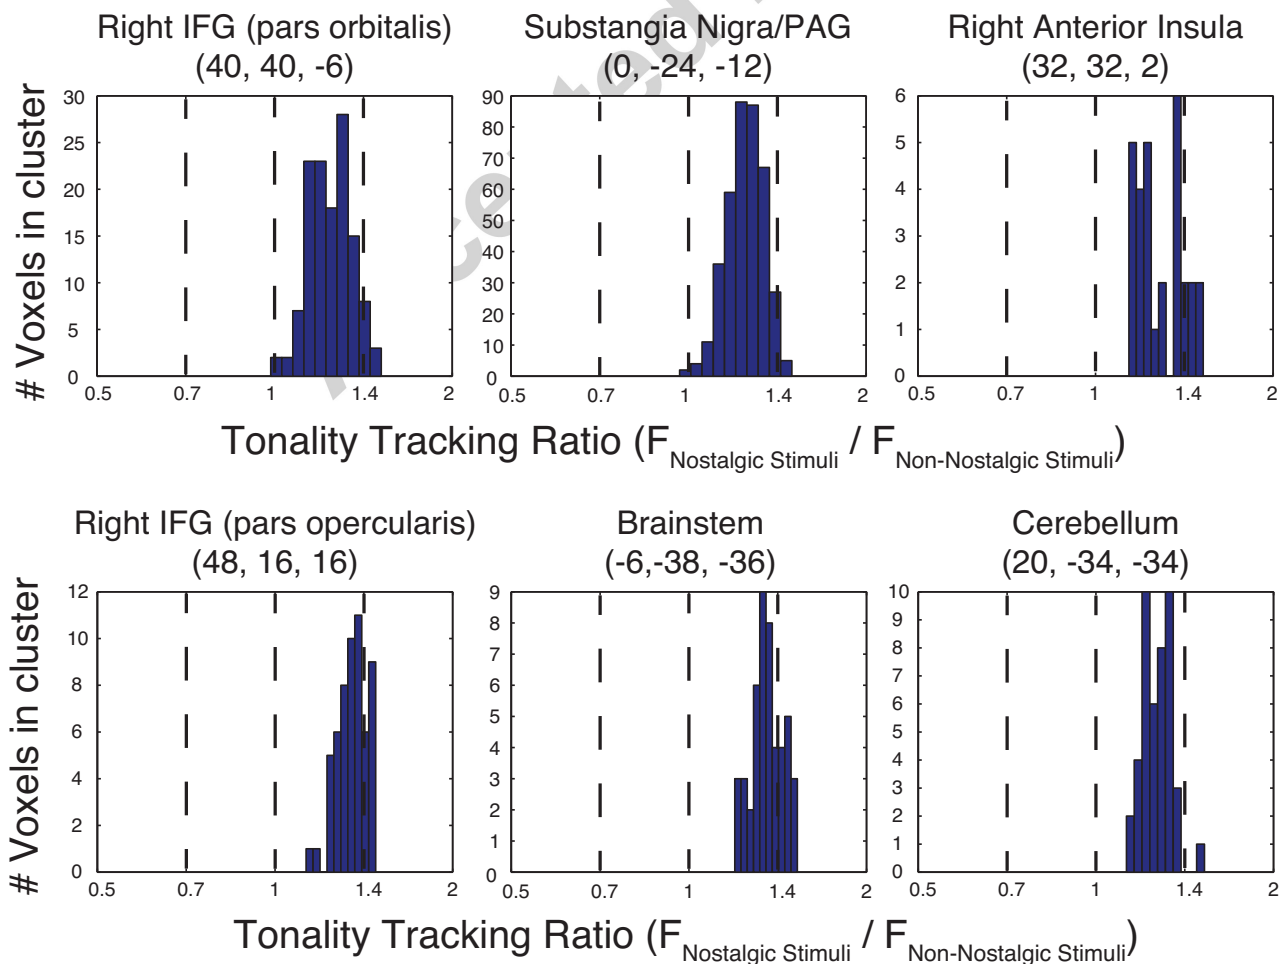 Right IFG (pars orbitalis)
(40, 40, -6)
Substangia Nigra/PAG
(0, -24, -12)
Right Anterior Insula
(32, 32, 2)
# Voxels in cluster
30
25
20
15
10
5
0
0.5 0.7 1 1.4 2
90
80
70
60
50
40
30
20
10
0
0.5 0.7 1 1.4 2
6
5
4
3
2
1
0
0.5 0.7 1 1.4 2
Tonality Tracking Ratio (F Nostalgic Stimuli / F Non-Nostalgic Stimuli)
Right IFG (pars opercularis)
(48, 16, 16)
Brainstem
(-6,-38, -36)
Cerebellum
(20, -34, -34)
# Voxels in cluster
12
10
8
6
4
2
0
0.5 0.7 1 1.4 2
9
8
7
6
5
4
3
2
1
0
0.5 0.7 1 1.4 2
10
9
8
7
6
5
4
3
2
1
0
0.5 0.7 1 1.4 2
Tonality Tracking Ratio (F Nostalgic Stimuli / F Non-Nostalgic Stimuli)